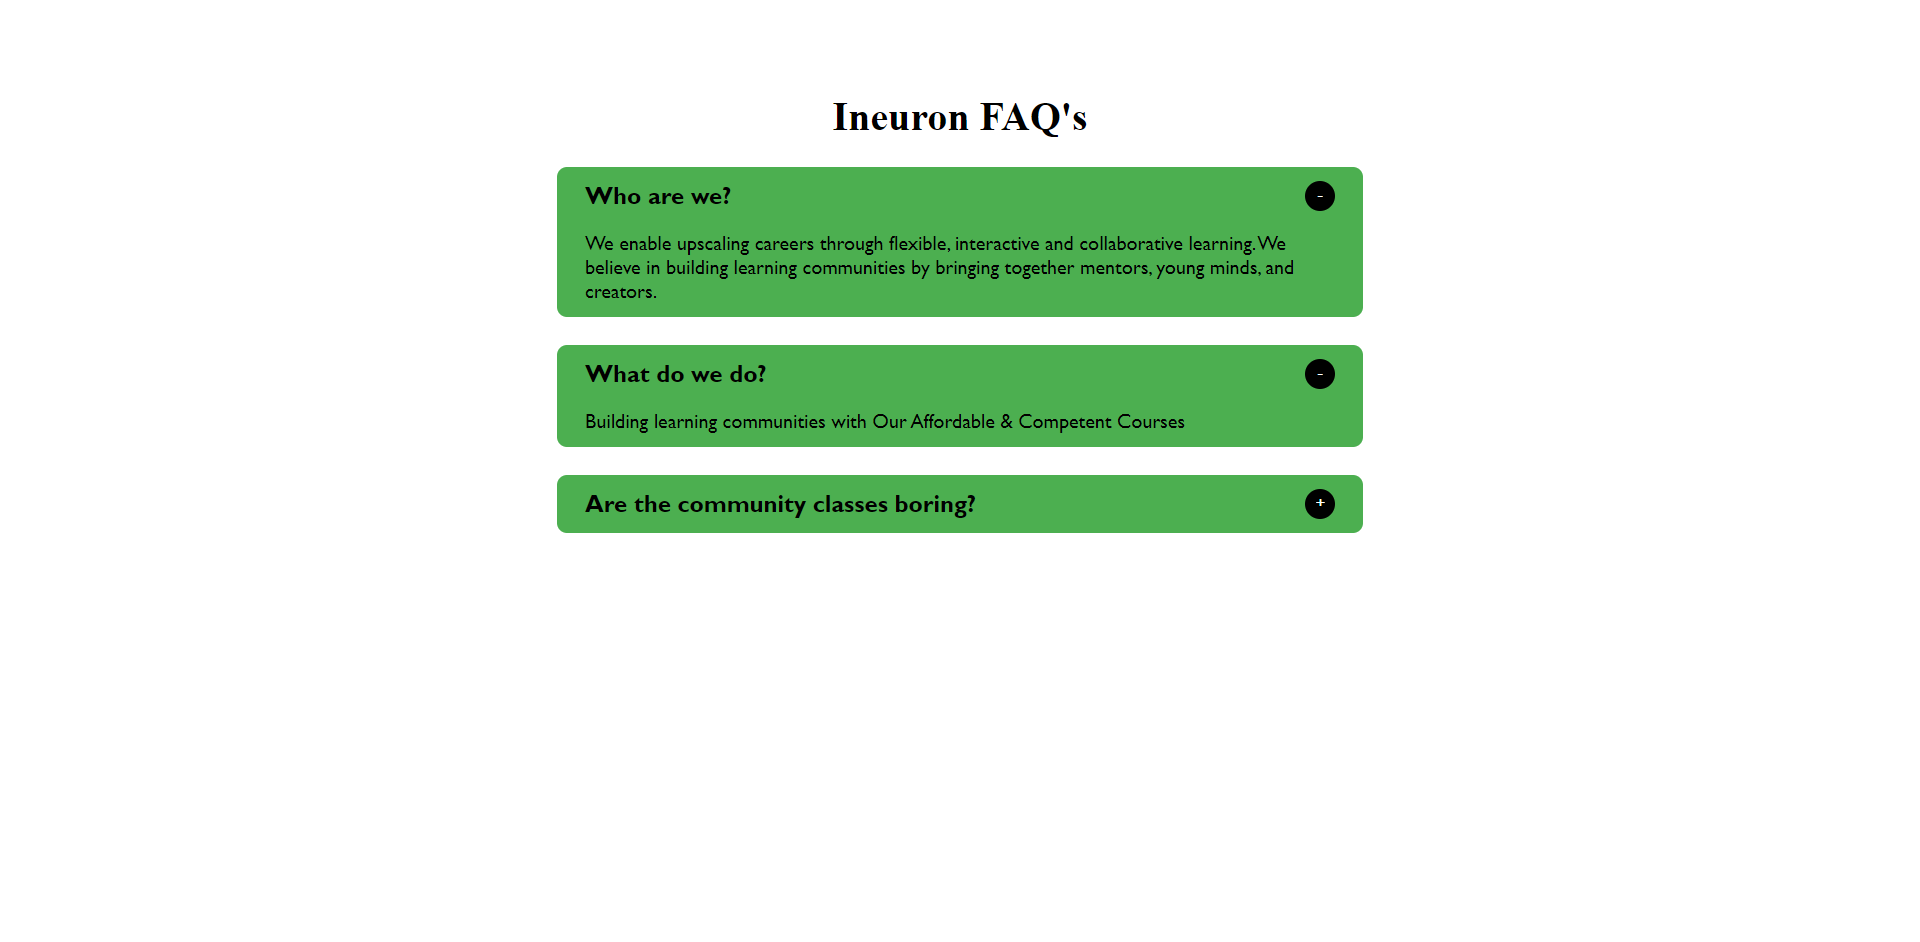 Ineuron FAQ's
Who are we?
-
We enable upscaling careers through flexible, interactive and collaborative learning. We
believe in building learning communities by bringing together mentors, young minds, and
creators.
What do we do?
-
Building learning communities with Our Affordable & Competent Courses
Are the community classes boring?
+